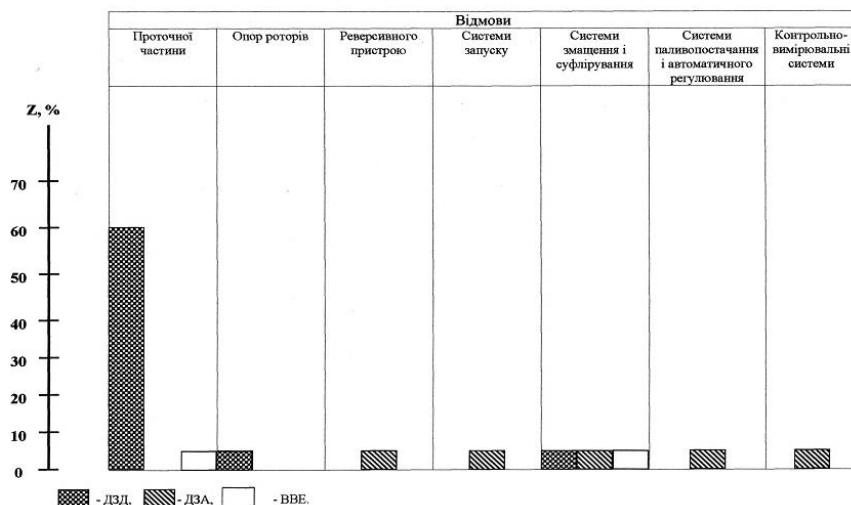 Відмови
Проточної частини
Опор роторів
Реверсивного пристрою
Системи запуску
Системи змащення і суфлірування
Системи паливопостачання і автоматичного регулювання
Контрольно-вимірювальні системи
Z, %
70
60
50
40
30
20
10
0
- ДЗД, - ДЗА, - ВВЕ.